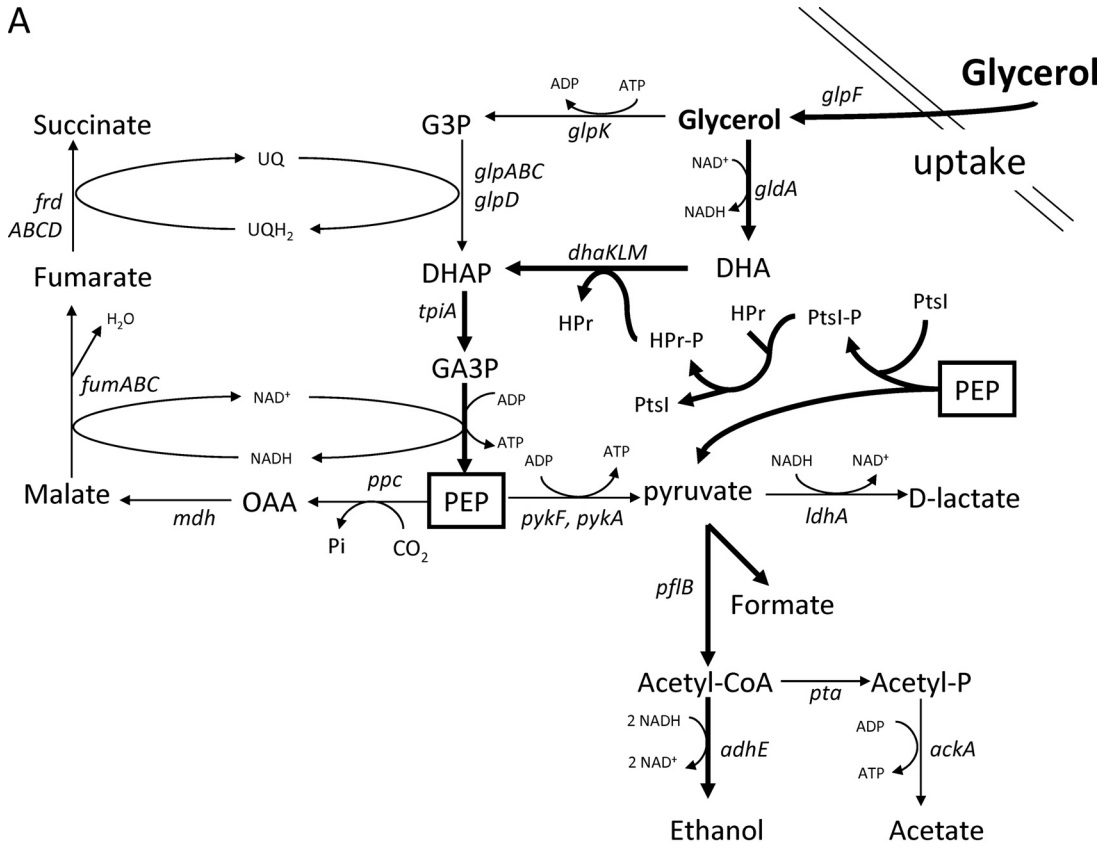 A
Glycerol
glpF
uptake
ADP
ATP
Succinate
G3P
glpK
Glycerol
UQ
glpABC
glpD
NAD+
gldA
NADH
frd
ABCD
UQH2
Fumarate
DHAP
dhaKLM
DHA
tpiA
HPr
HPr
PtsI-P
PtsI
H2O
HPr-P
fumABC
GA3P
PtsI
PEP
NAD+
ADP
NADH
ATP
ADP
ATP
NADH
NAD+
Malate
mdh
OAA
ppc
PEP
pykF, pykA
pyruvate
ldhA
D-lactate
Pi
CO2
pflB
Formate
Acetyl-CoA
pta
Acetyl-P
2 NADH
adhE
2 NAD+
ADP
ackA
ATP
Ethanol
Acetate